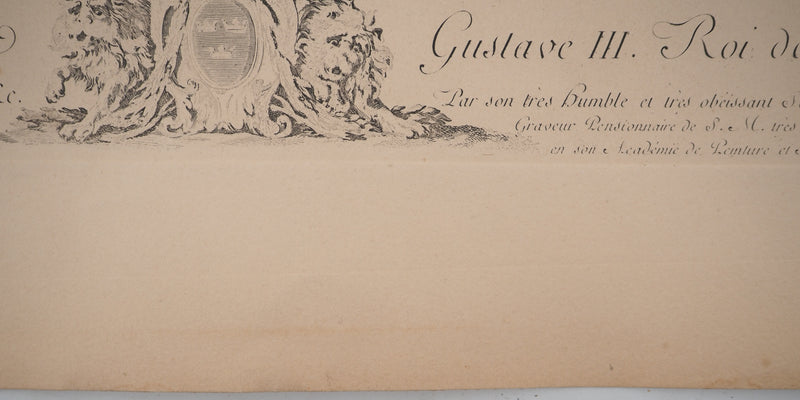 Gustave III. Roi de
&c.
Par son très Humble et très obéissant S.
Graveur Pensionnaire de S. M. très
en son Academie de Peinture et